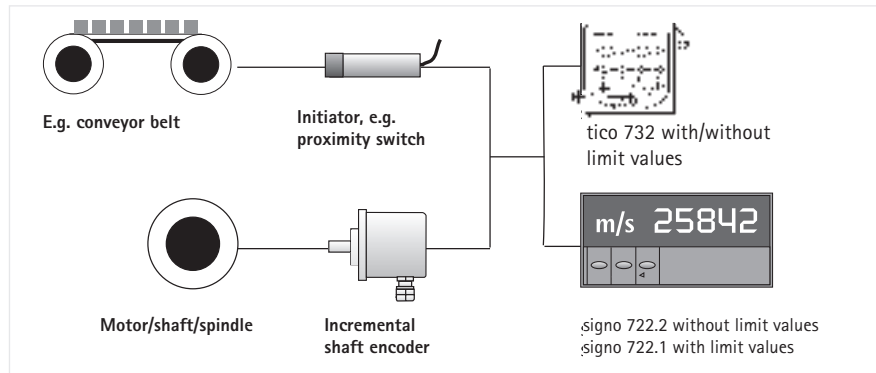 E.g. conveyor belt
Initiator, e.g.
proximity switch
tico 732 with/without
limit values
m/s 25842
Motor/shaft/spindle
Incremental
shaft encoder
signo 722.2 without limit values
signo 722.1 with limit values